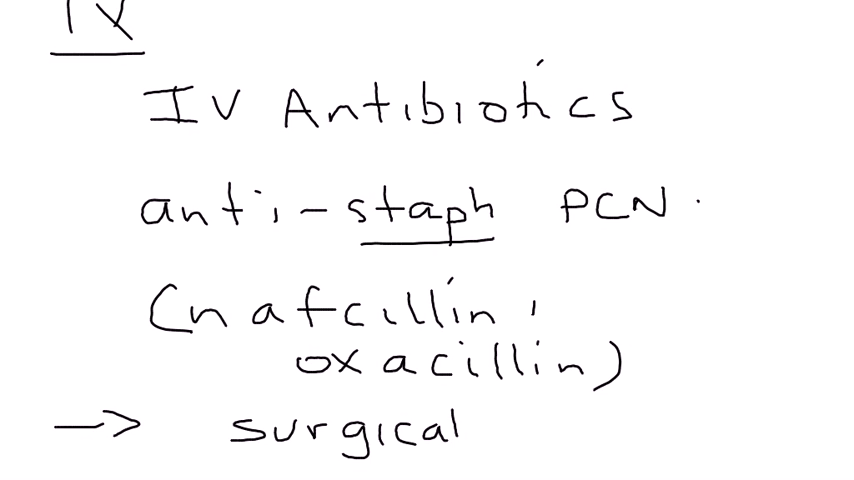 TX
IV Antibiotics
anti-staph PCN.
(nafcillin,
oxacillin)
-> surgical